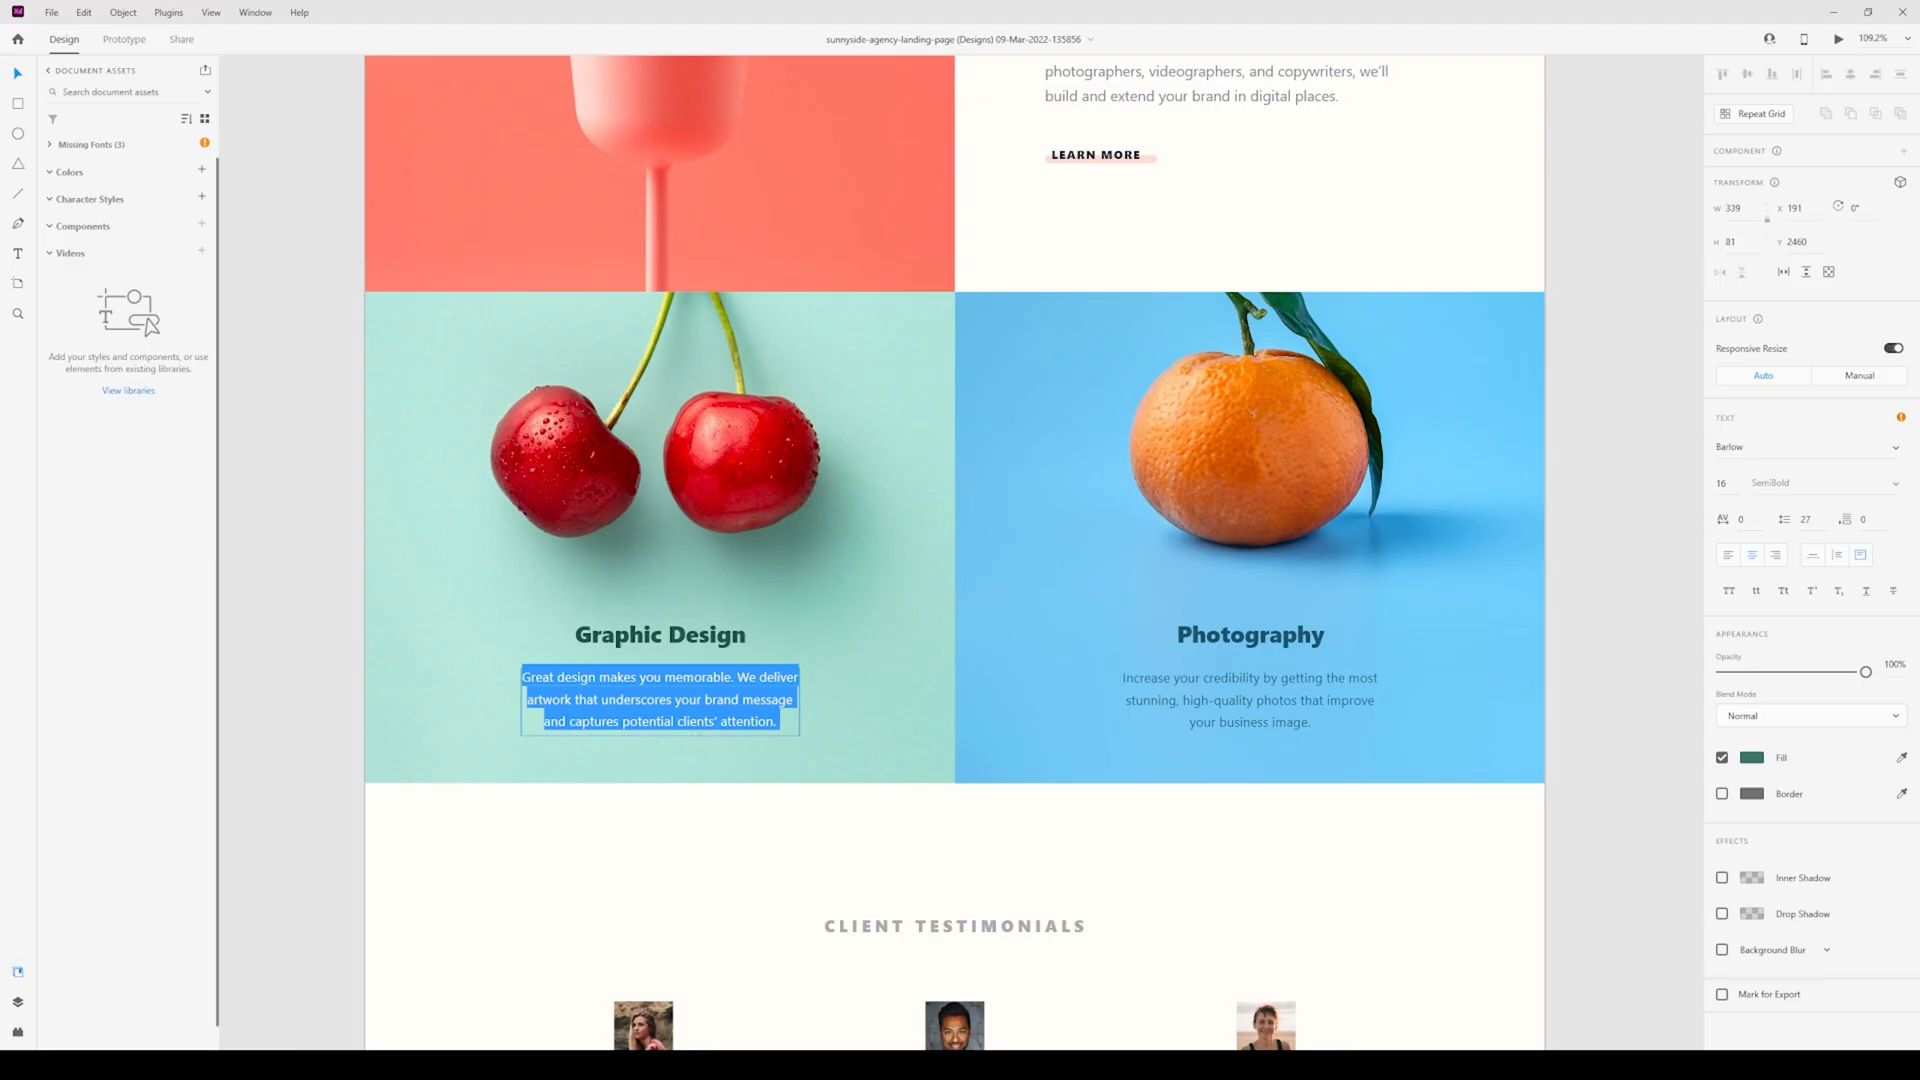 File Edit Object Plugins View Window Help
Design Prototype Share
sunnyside-agency-landing-page (Designs) 09-Mar-2022-135856
109.2%
DOCUMENT ASSETS
Search document assets
Missing Fonts (3)
Colors
Character Styles
Components
Videos
Add your styles and components, or use
elements from existing libraries.
View libraries
photographers, videographers, and copywriters, we'll
build and extend your brand in digital places.
LEARN MORE
Graphic Design
Great design makes you memorable. We deliver
artwork that underscores your brand message
and captures potential clients' attention.
Photography
Increase your credibility by getting the most
stunning, high-quality photos that improve
your business image.
CLIENT TESTIMONIALS
Repeat Grid
COMPONENT
TRANSFORM
W 339 X 191 0°
H 81 Y 2460
LAYOUT
Responsive Resize
Auto Manual
TEXT
Barlow
16 SemiBold
AV 0 27 0
TT tt Tt T¹ T₁ T T
APPEARANCE
Opacity
100%
Blend Mode
Normal
Fill
Border
EFFECTS
Inner Shadow
Drop Shadow
Background Blur
Mark for Export